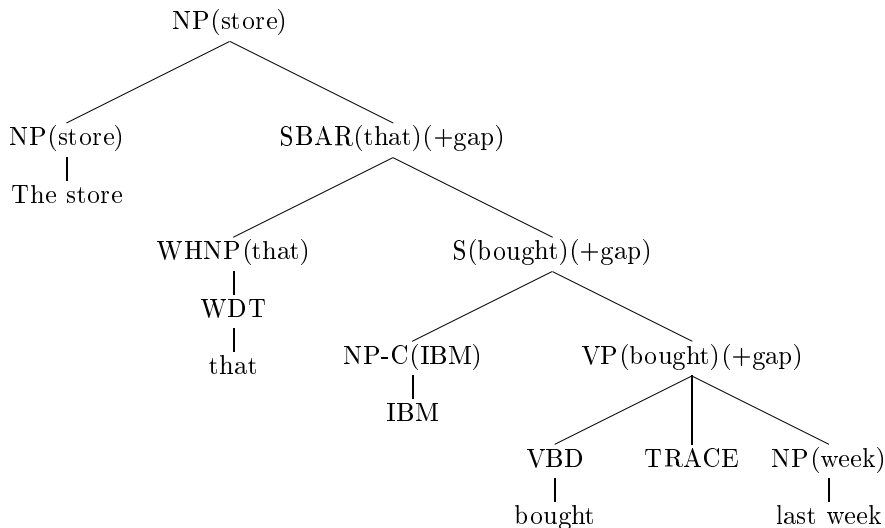 NP(store)
NP(store) SBAR(that)(+gap)
The store
WHNP(that) S(bought)(+gap)
WDT
that NP-C(IBM) VP(bought)(+gap)
IBM
VBD TRACE NP(week)
bought last week